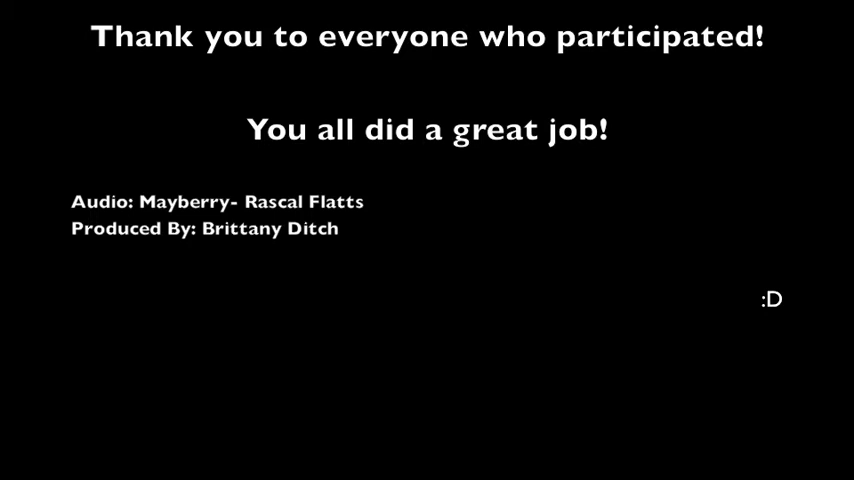 Thank you to everyone who participated!
You all did a great job!
Audio: Mayberry- Rascal Flatts
Produced By: Brittany Ditch
:D